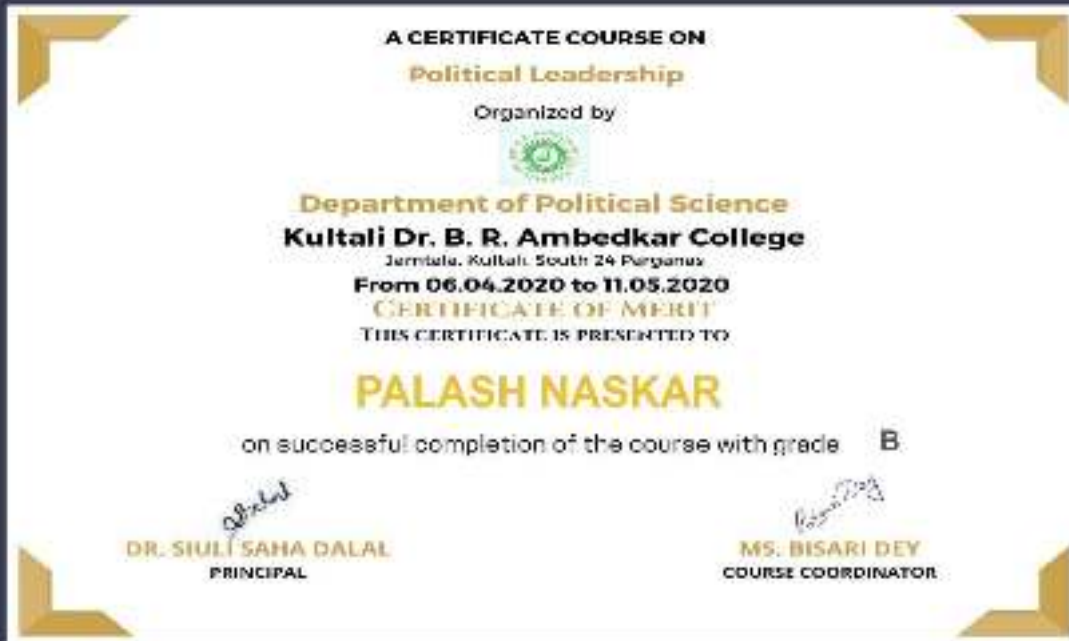 A CERTIFICATE COURSE ON
Political Leadership
Organized by
Department of Political Science
Kultali Dr. B. R. Ambedkar College
Jamtala, Kultali, South 24 Parganas
From 06.04.2020 to 11.05.2020
CERTIFICATE OF MERIT
THIS CERTIFICATE IS PRESENTED TO
PALASH NASKAR
on successful completion of the course with grade B
DR. SIULI SAHA DALAL
PRINCIPAL
MS. BISARI DEY
COURSE COORDINATOR